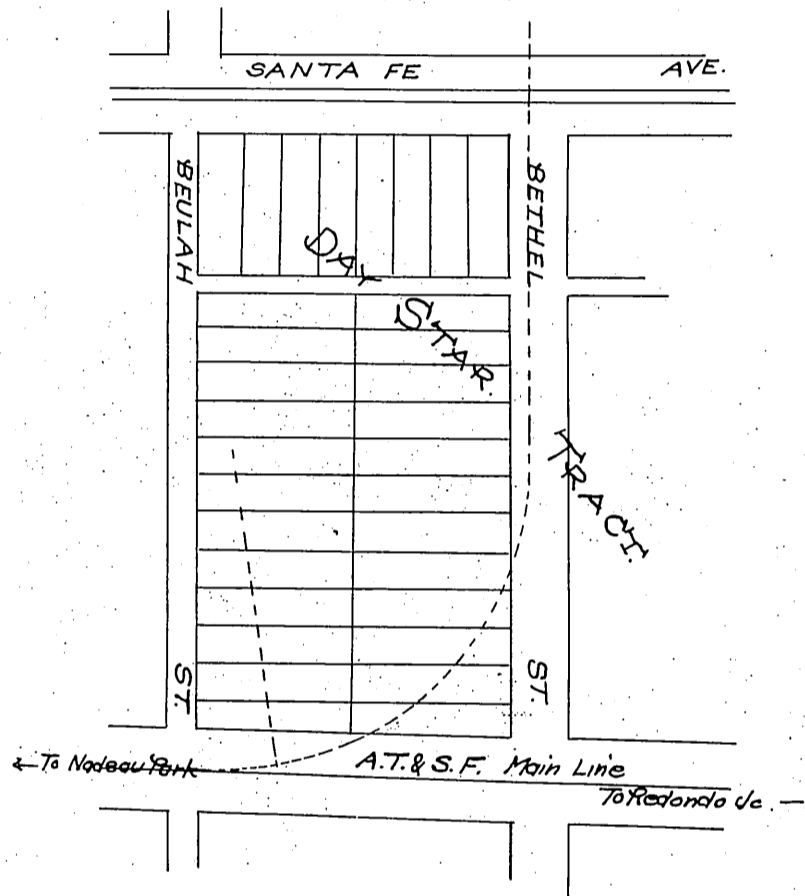 SANTA FE AVE.
BEULAH ST.
BETHEL ST.
DAY STAR. TRACT.
← To Nadeau Park
A.T. & S.F. Main Line
To Redondo Jc. —